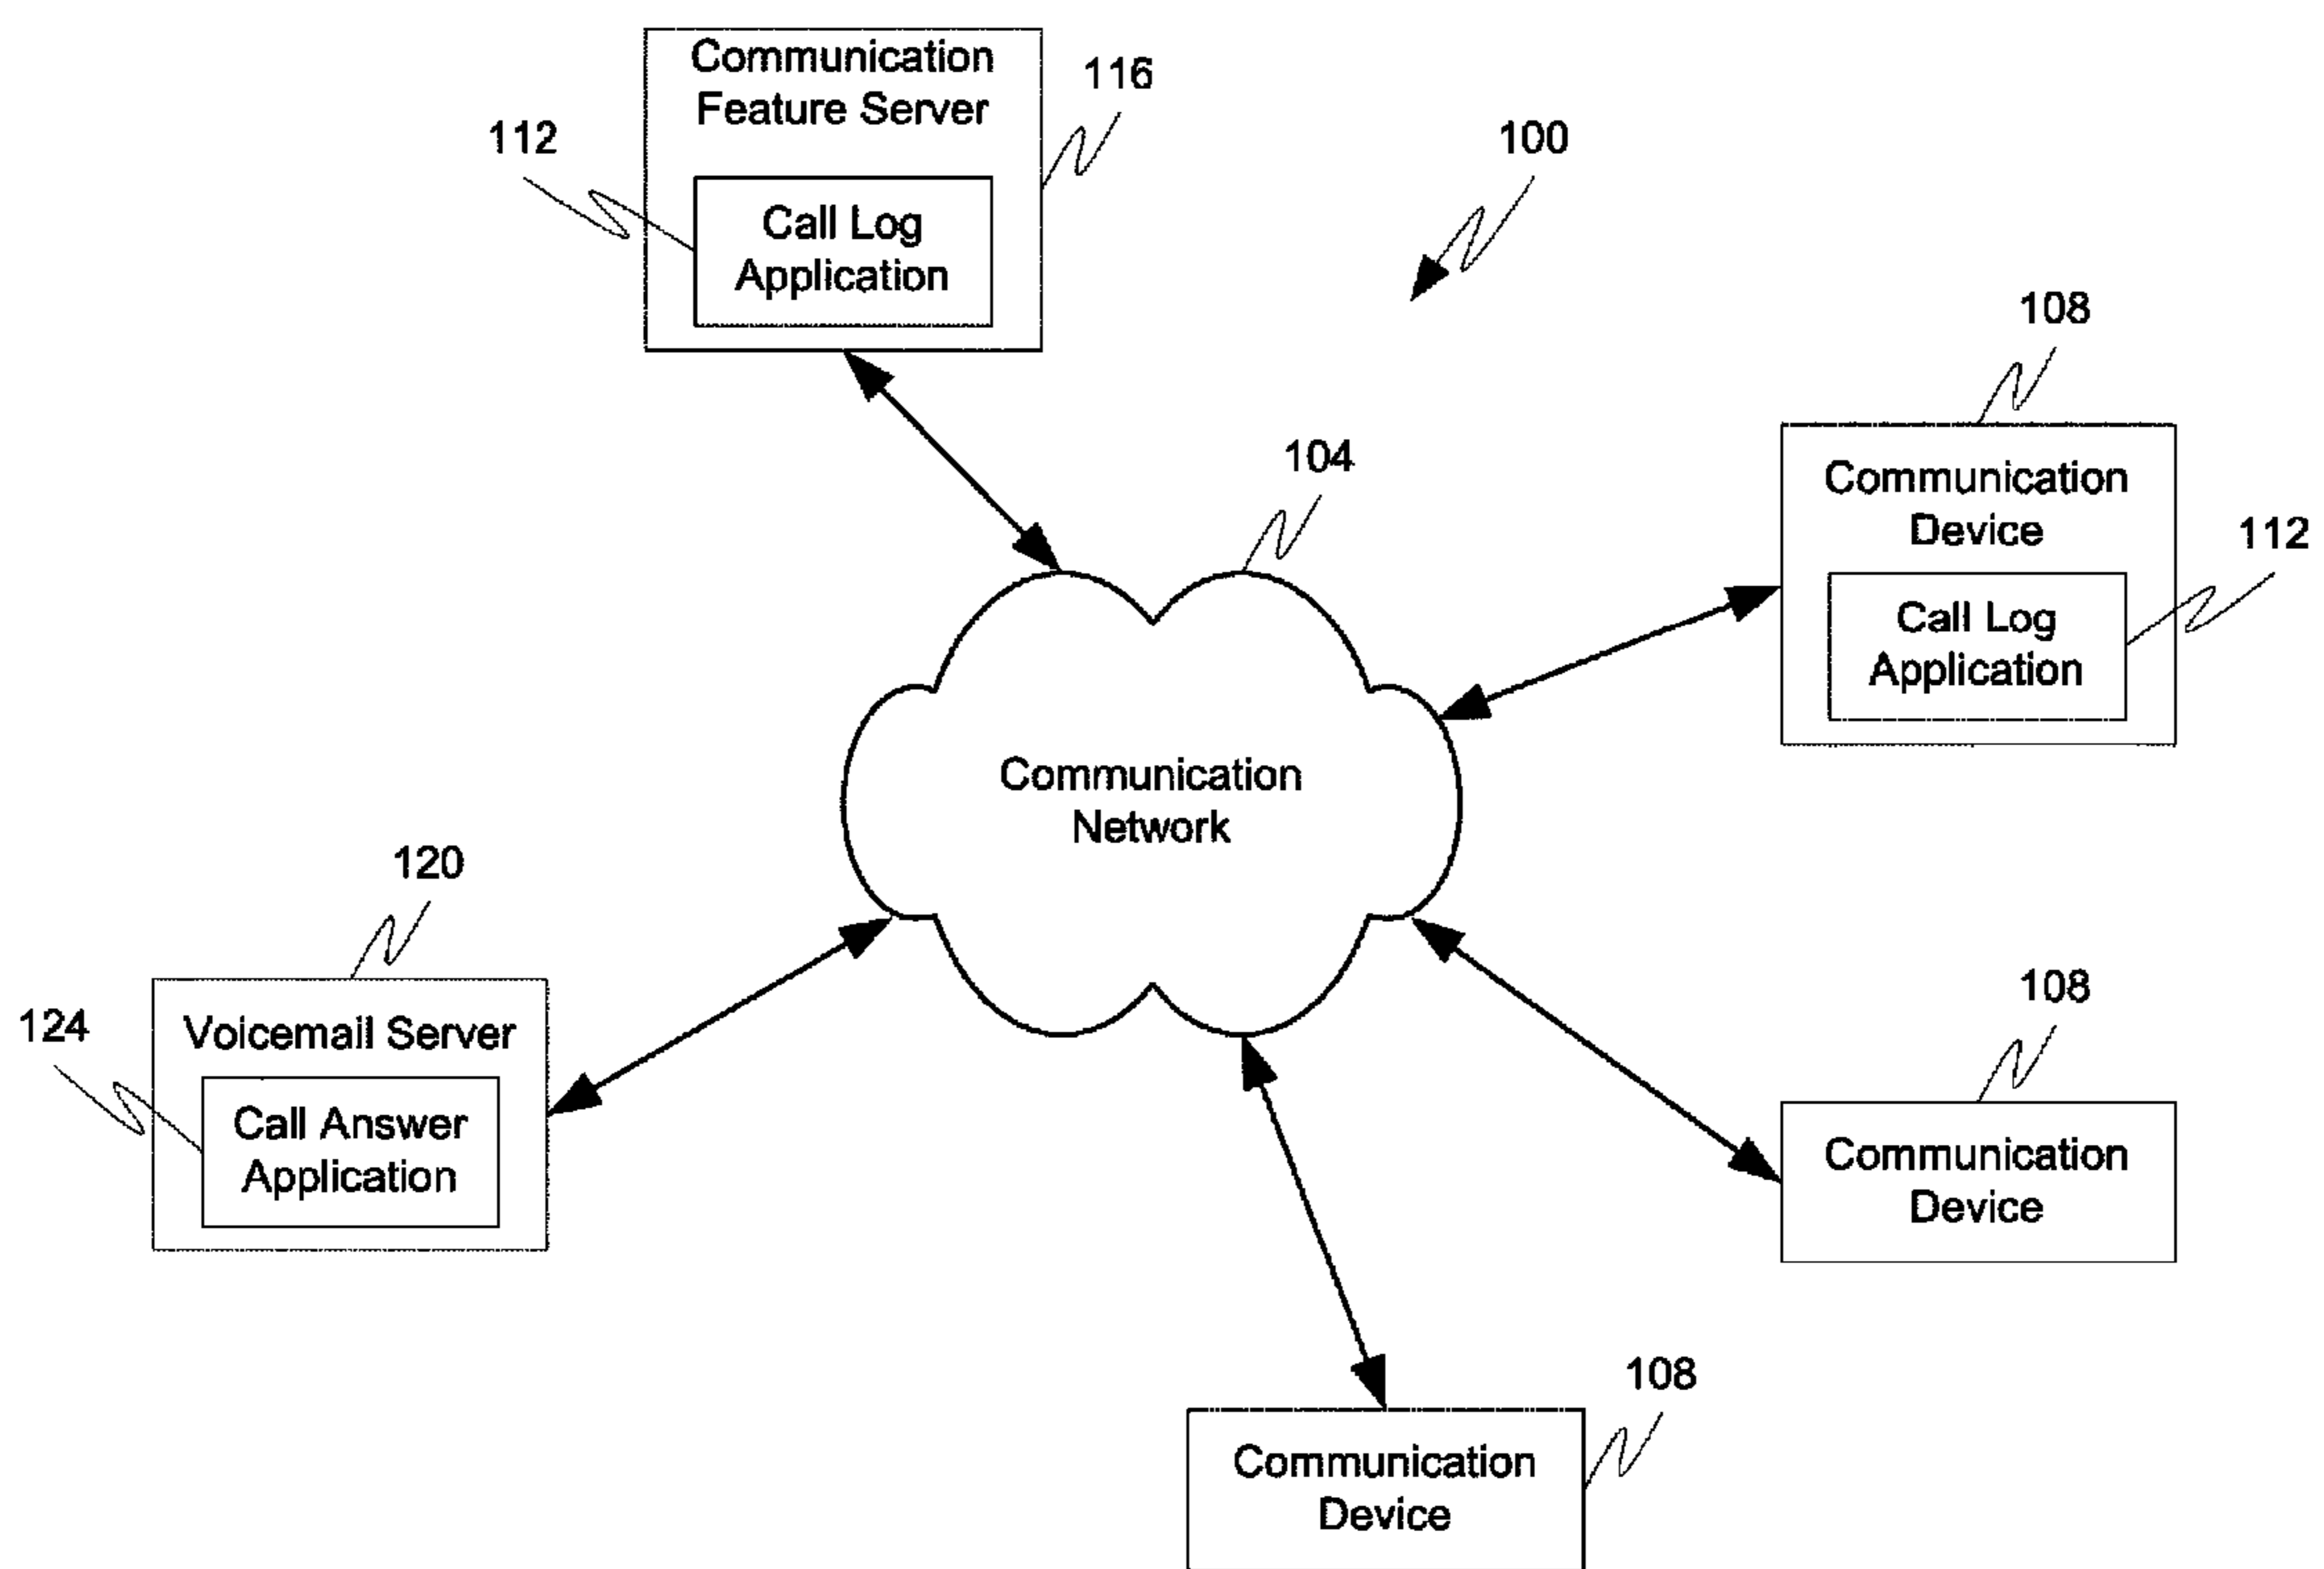 Communication
Feature Server
116
112
100
Call Log
Application
108
104
Communication
Device
112
Call Log
Application
Communication
Network
120
108
124
Voicemail Server
Call Answer
Application
Communication
Device
108
Communication
Device